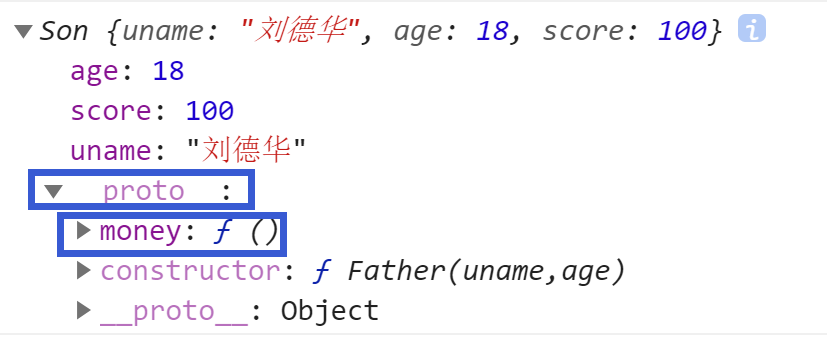 Son {uname: "刘德华", age: 18, score: 100} i
age: 18
score: 100
uname: "刘德华"
proto :
money: ƒ ()
constructor: ƒ Father(uname,age)
__proto__: Object